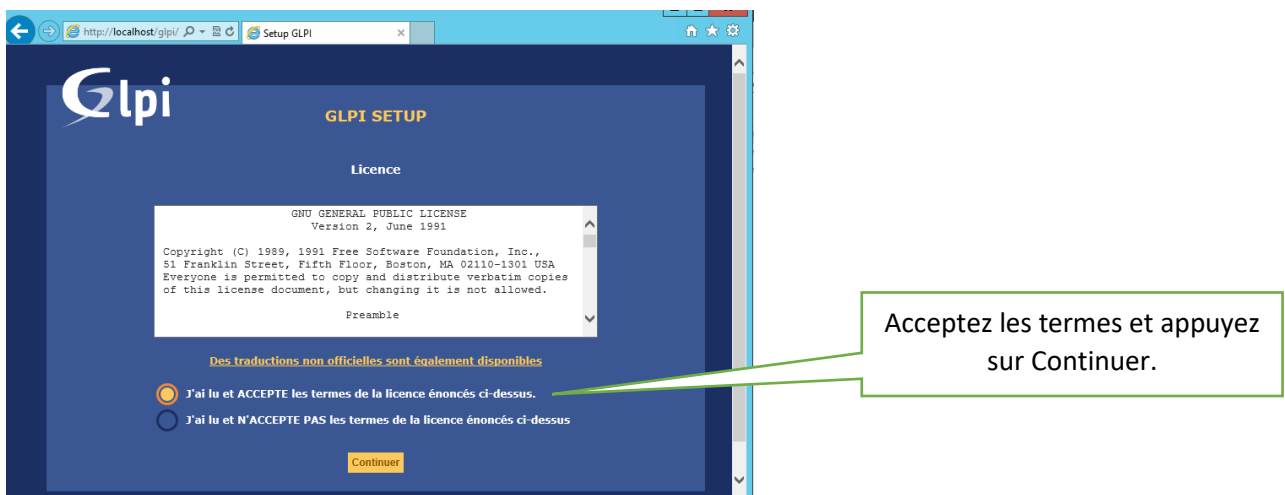 http://localhost/glpi/
Setup GLPI
Glpi
GLPI SETUP
Licence
GNU GENERAL PUBLIC LICENSE
Version 2, June 1991
Copyright (C) 1989, 1991 Free Software Foundation, Inc.,
51 Franklin Street, Fifth Floor, Boston, MA 02110-1301 USA
Everyone is permitted to copy and distribute verbatim copies
of this license document, but changing it is not allowed.
Preamble
Des traductions non officielles sont également disponibles
J'ai lu et ACCEPTE les termes de la licence énoncés ci-dessus.
J'ai lu et N'ACCEPTE PAS les termes de la licence énoncés ci-dessus
Continuer
Acceptez les termes et appuyez
sur Continuer.